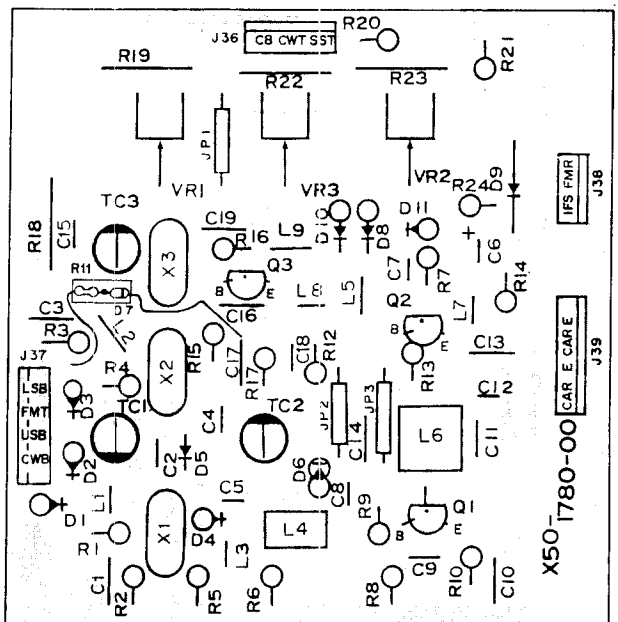 R20
J36
CB CWT SST
R21
R19
R22
R23
JP1
D9
IFS FMR
J38
VR1
VR3
VR2
TC3
R24
R18
C15
C19
R16
L9
D10
D8
D11
C6
X3
C7
R7
R14
Q3
R11
B
E
D7
C3
L2
C16
L8
L5
Q2
L7
B
R3
R15
C17
C18
R12
R13
C13
CAR E CAR E
J39
J37
X2
R17
R4
C12
LSB
FMT
USB
CWB
D3
TC1
C4
TC2
JP2
JP3
C14
L6
C11
D2
C2
D5
D6
C8
X50-1780-00
L1
C5
D1
X1
D4
L4
R9
Q1
B
E
R1
L3
C1
R2
R5
R6
R8
C9
R10
C10